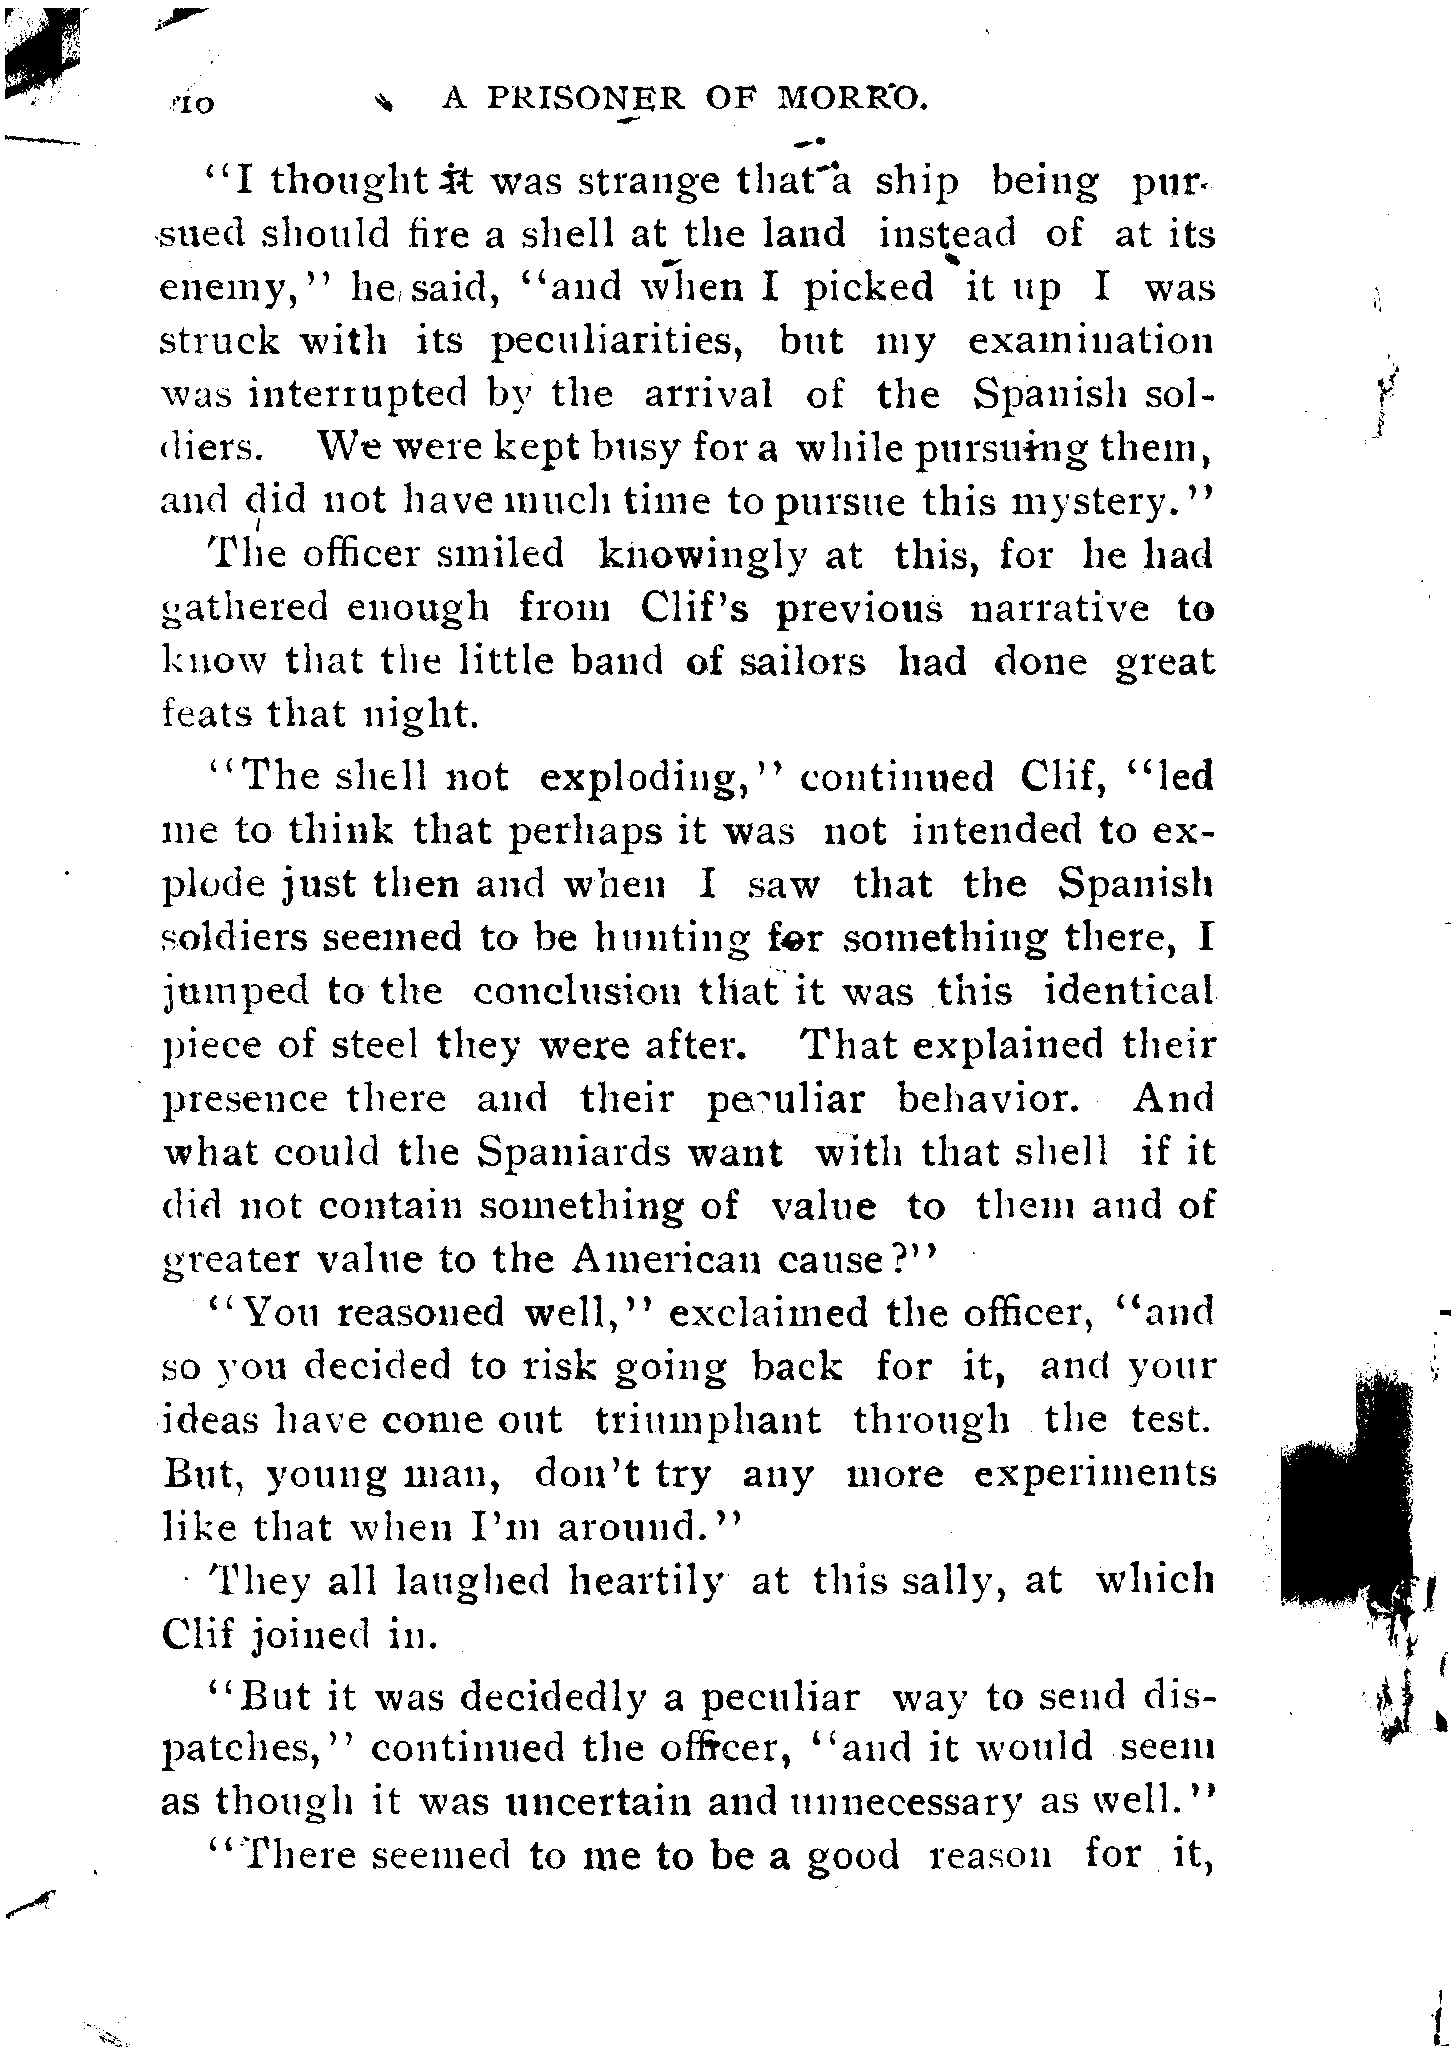 10 A PRISONER OF MORRO.
"I thought it was strange that a ship being pur-
sued should fire a shell at the land instead of at its
enemy," he said, "and when I picked it up I was
struck with its peculiarities, but my examination
was interrupted by the arrival of the Spanish sol-
diers. We were kept busy for a while pursuing them,
and did not have much time to pursue this mystery."
The officer smiled knowingly at this, for he had
gathered enough from Clif's previous narrative to
know that the little band of sailors had done great
feats that night.
"The shell not exploding," continued Clif, "led
me to think that perhaps it was not intended to ex-
plode just then and when I saw that the Spanish
soldiers seemed to be hunting for something there, I
jumped to the conclusion that it was this identical
piece of steel they were after. That explained their
presence there and their peculiar behavior. And
what could the Spaniards want with that shell if it
did not contain something of value to them and of
greater value to the American cause?"
"You reasoned well," exclaimed the officer, "and
so you decided to risk going back for it, and your
ideas have come out triumphant through the test.
But, young man, don't try any more experiments
like that when I'm around."
They all laughed heartily at this sally, at which
Clif joined in.
"But it was decidedly a peculiar way to send dis-
patches," continued the officer, "and it would seem
as though it was uncertain and unnecessary as well."
"There seemed to me to be a good reason for it,